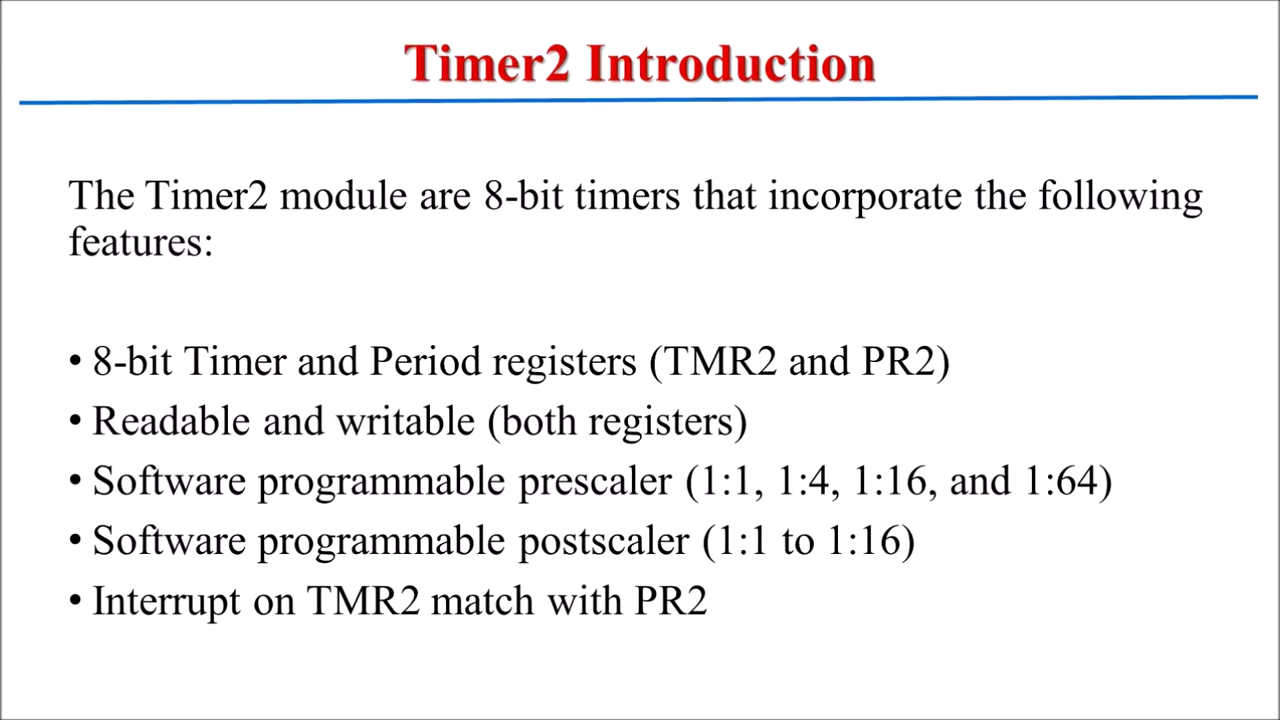 Timer2 Introduction
The Timer2 module are 8-bit timers that incorporate the following
features:
• 8-bit Timer and Period registers (TMR2 and PR2)
• Readable and writable (both registers)
• Software programmable prescaler (1:1, 1:4, 1:16, and 1:64)
• Software programmable postscaler (1:1 to 1:16)
• Interrupt on TMR2 match with PR2